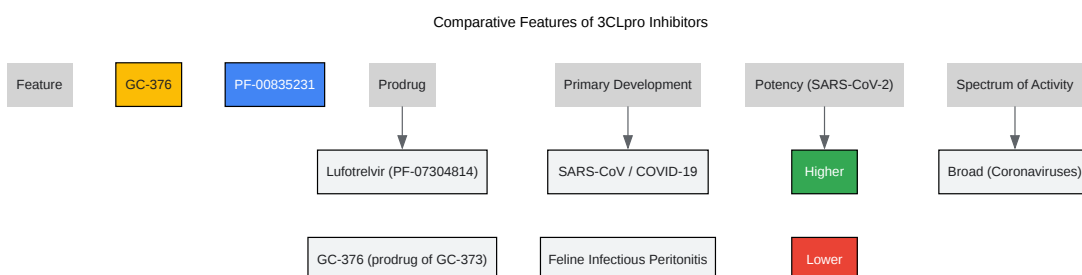 Comparative Features of 3CLpro Inhibitors
Feature
GC-376
PF-00835231
Prodrug
Primary Development
Potency (SARS-CoV-2)
Spectrum of Activity
Lufotrelvir (PF-07304814)
SARS-CoV / COVID-19
Higher
Broad (Coronaviruses)
GC-376 (prodrug of GC-373)
Feline Infectious Peritonitis
Lower